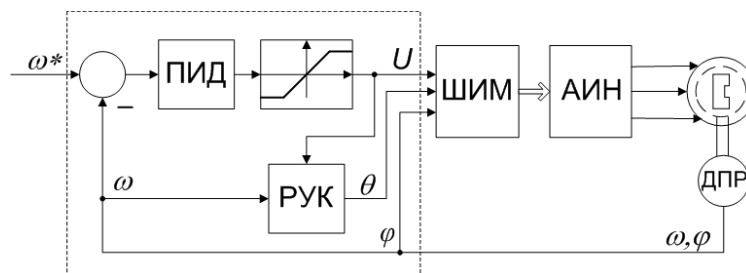 ω*
ПИД
U
ШИМ
АИН
ω
РУК
θ
ДПР
φ
ω,φ